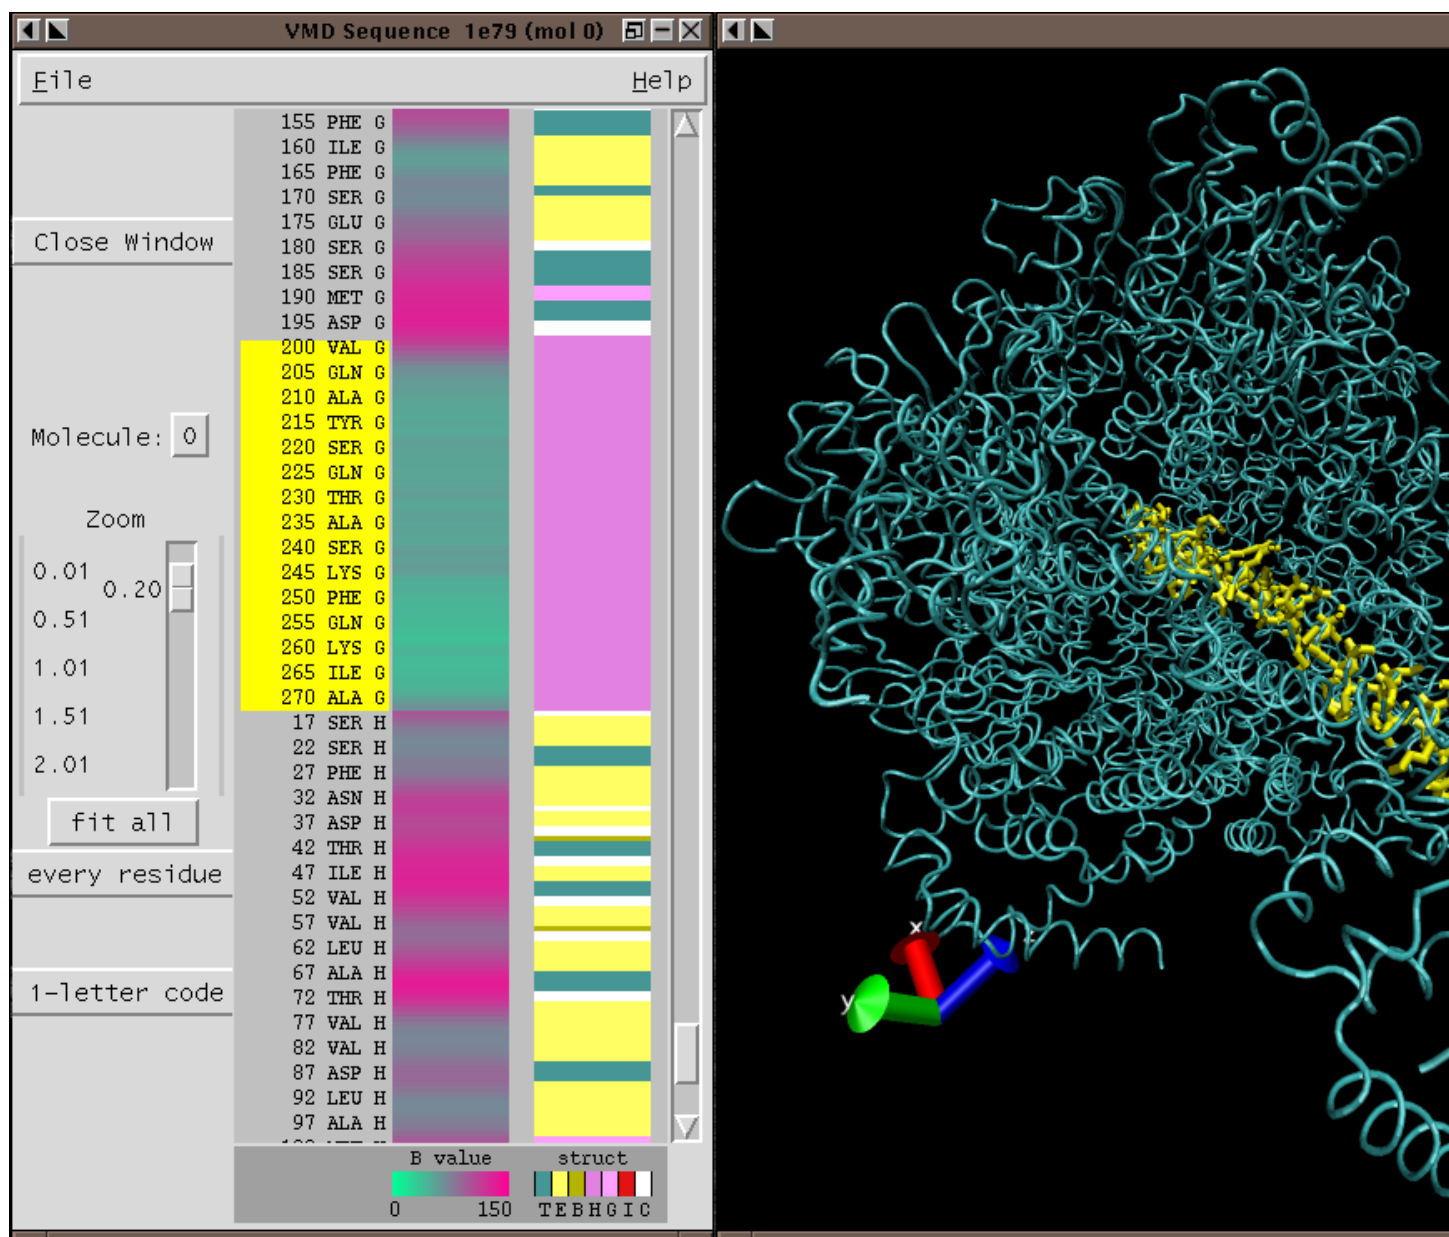 VMD Sequence 1e79 (mol 0)
File Help
155 PHE G
160 ILE G
165 PHE G
170 SER G
175 GLU G
180 SER G
185 SER G
190 MET G
195 ASP G
200 VAL G
205 GLN G
210 ALA G
215 TYR G
220 SER G
225 GLN G
230 THR G
235 ALA G
240 SER G
245 LYS G
250 PHE G
255 GLN G
260 LYS G
265 ILE G
270 ALA G
17 SER H
22 SER H
27 PHE H
32 ASN H
37 ASP H
42 THR H
47 ILE H
52 VAL H
57 VAL H
62 LEU H
67 ALA H
72 THR H
77 VAL H
82 VAL H
87 ASP H
92 LEU H
97 ALA H
Close Window
Molecule: 0
Zoom
0.01
0.20
0.51
1.01
1.51
2.01
fit all
every residue
1-letter code
B value
0 150
struct
T E B H G I C
x
y